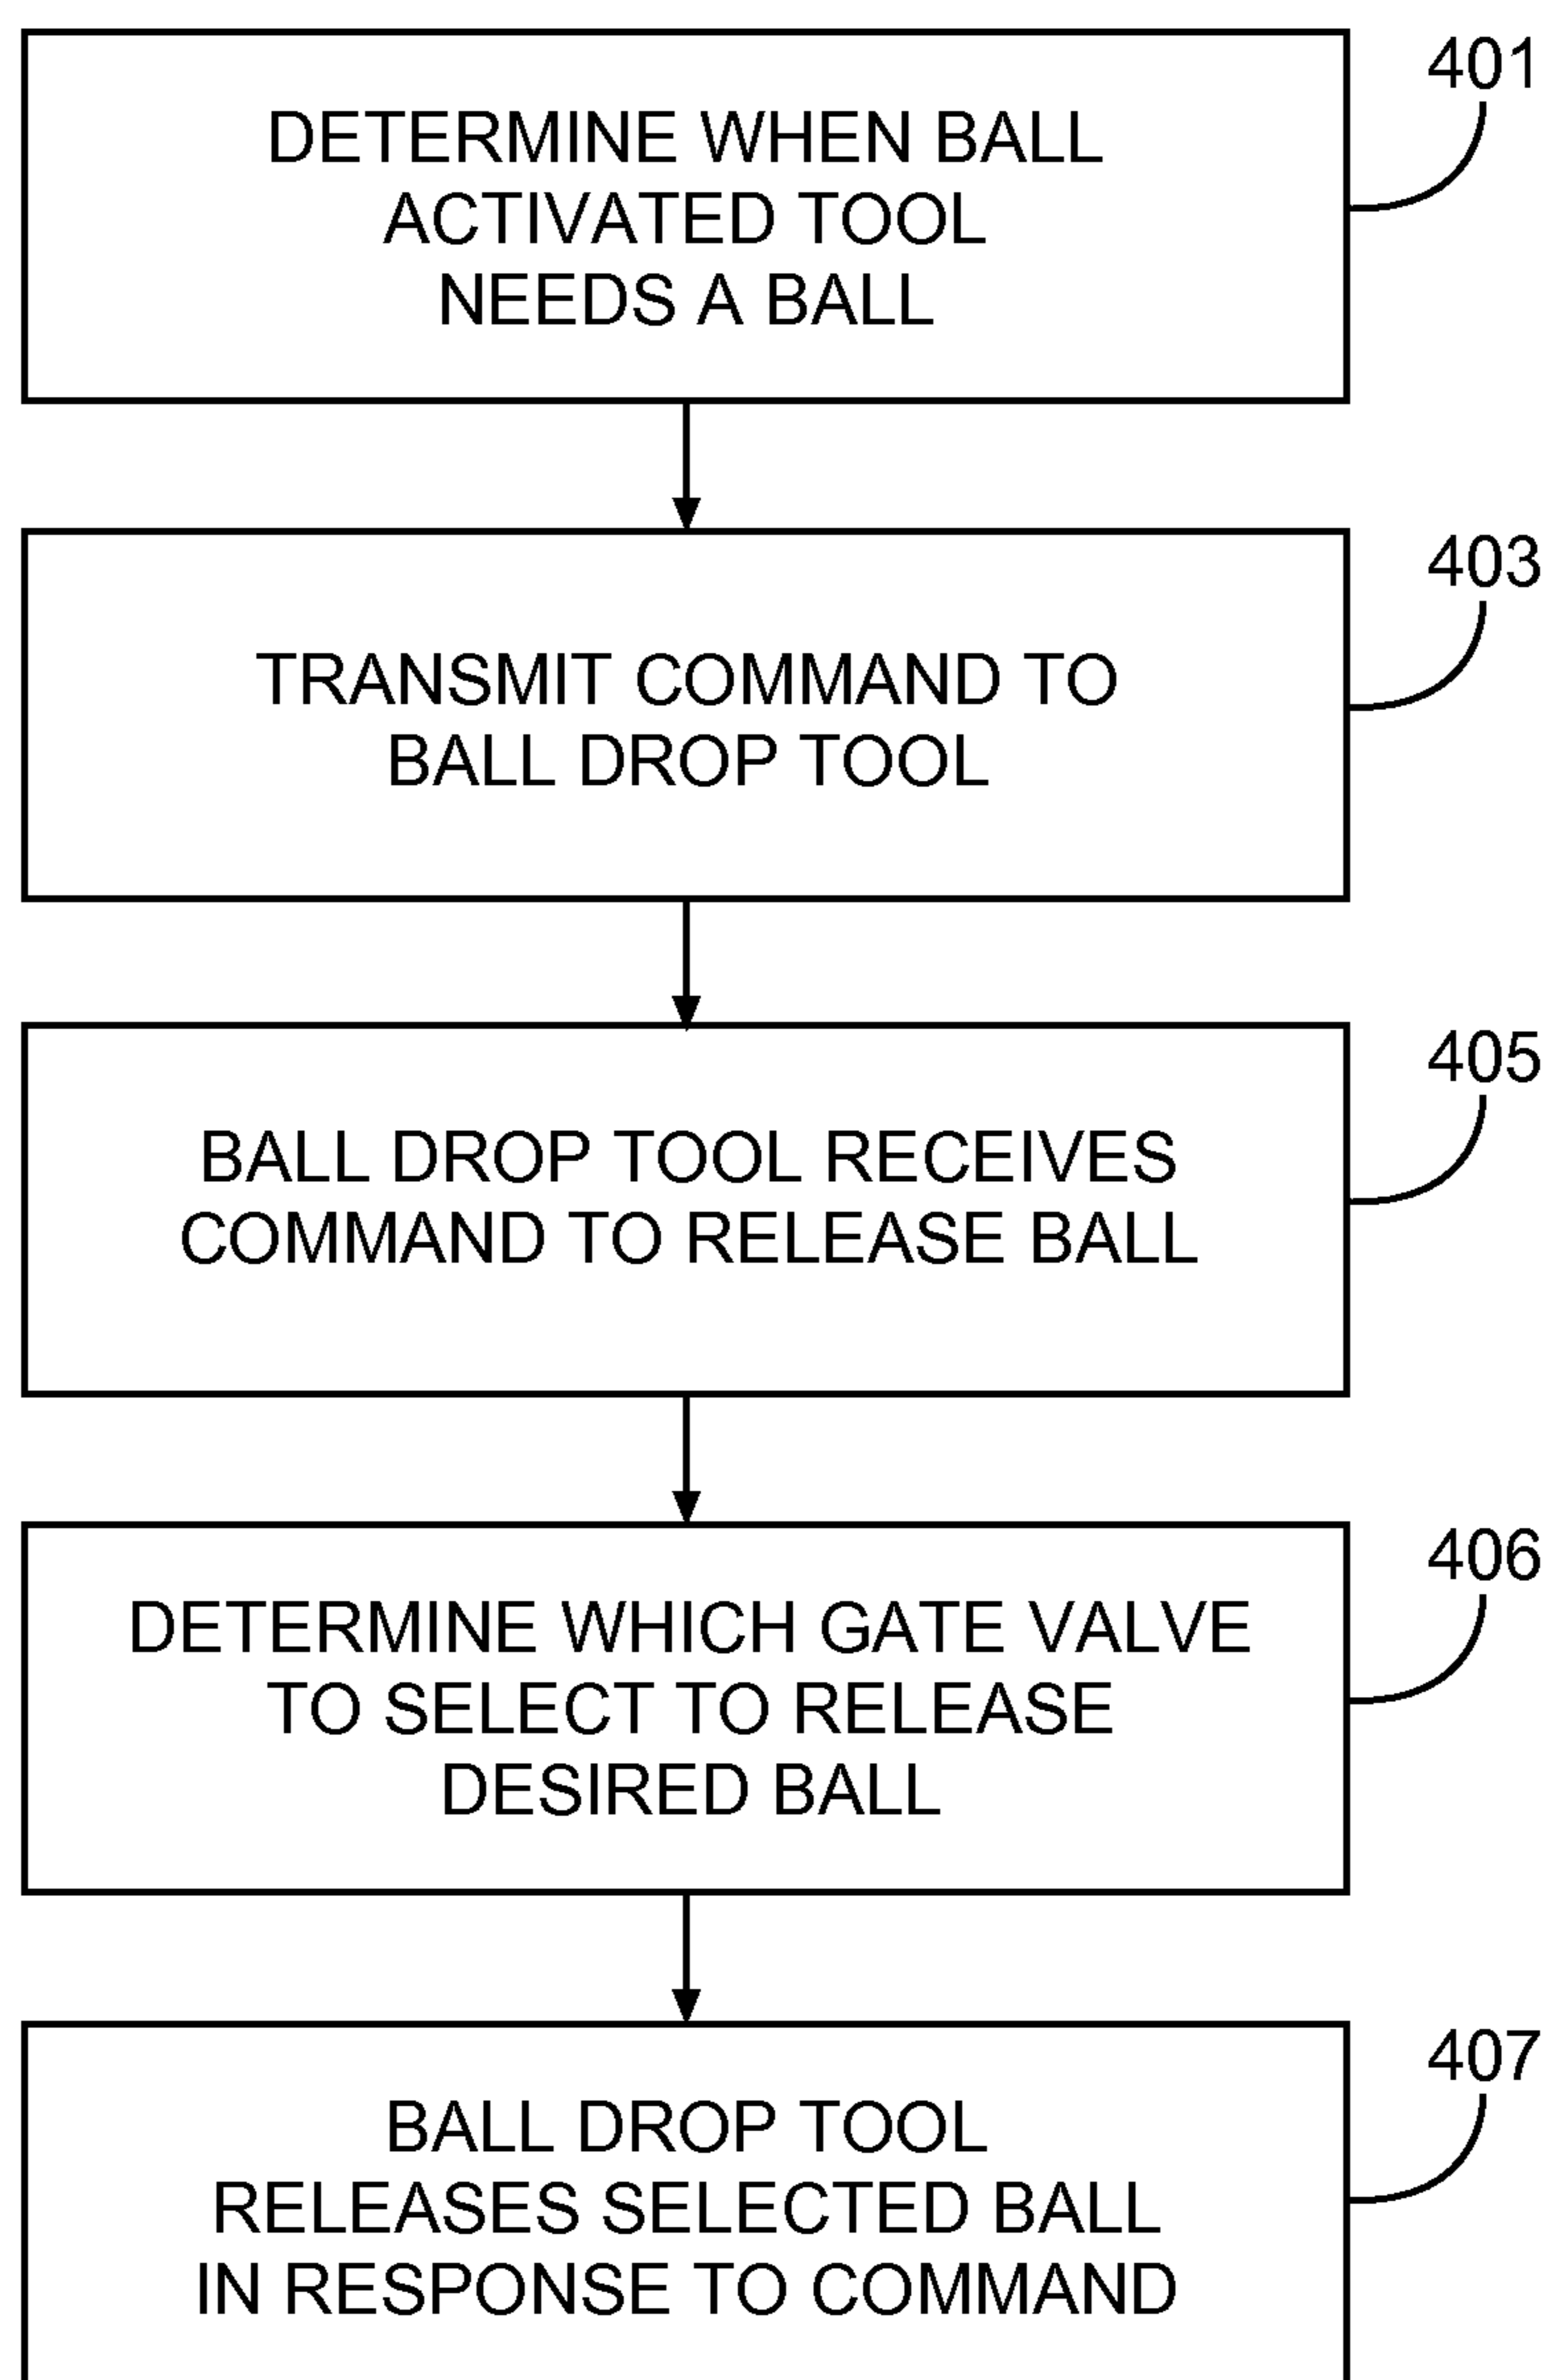 401
DETERMINE WHEN BALL
ACTIVATED TOOL
NEEDS A BALL
403
TRANSMIT COMMAND TO
BALL DROP TOOL
405
BALL DROP TOOL RECEIVES
COMMAND TO RELEASE BALL
406
DETERMINE WHICH GATE VALVE
TO SELECT TO RELEASE
DESIRED BALL
407
BALL DROP TOOL
RELEASES SELECTED BALL
IN RESPONSE TO COMMAND